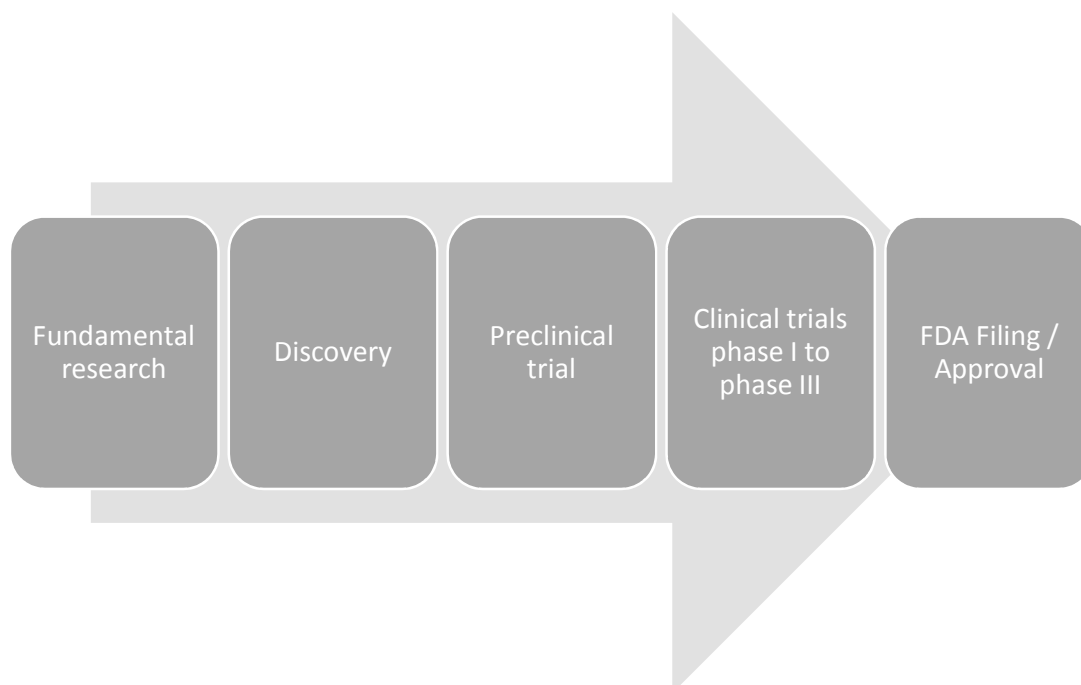 Fundamental
research
Discovery
Preclinical
trial
Clinical trials
phase I to
phase III
FDA Filing /
Approval